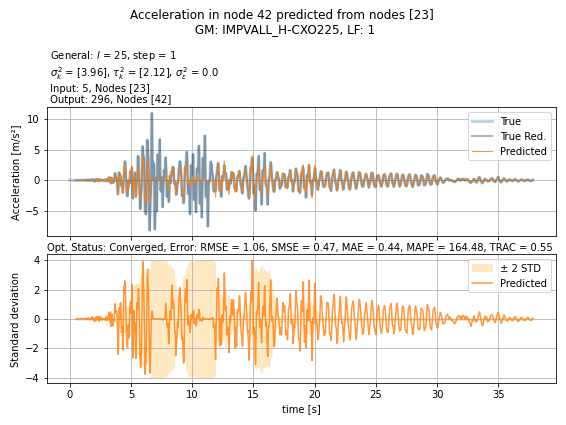 Acceleration in node 42 predicted from nodes [23]
GM: IMPVALL_H-CXO225, LF: 1
General: l = 25, step = 1
σ²ₖ = [3.96], τ²ₖ = [2.12], σ²ε = 0.0
Input: 5, Nodes [23]
Output: 296, Nodes [42]
True
True Red.
Predicted
Acceleration [m/s²]
10
5
0
−5
Opt. Status: Converged, Error: RMSE = 1.06, SMSE = 0.47, MAE = 0.44, MAPE = 164.48, TRAC = 0.55
± 2 STD
Predicted
Standard deviation
4
2
0
−2
−4
0 5 10 15 20 25 30 35
time [s]